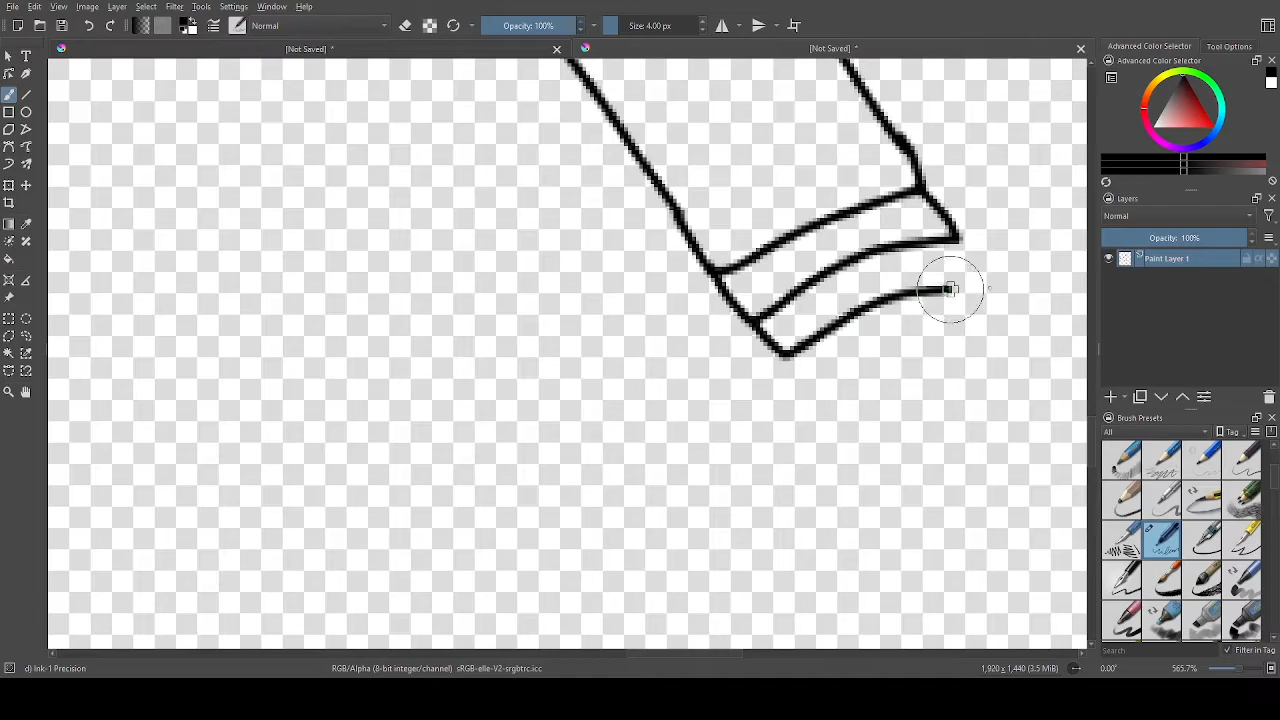 File Edit View Image Layer Select Filter Tools Settings Window Help
Normal
Opacity: 100%
Size: 4.00 px
[Not Saved] *
[Not Saved] *
Advanced Color Selector Tool Options
Advanced Color Selector
Layers
Normal
Opacity: 100%
Paint Layer 1
Brush Presets
All
Tag
Search
Filter in Tag
d) Ink-1 Precision
RGB/Alpha (8-bit integer/channel) sRGB-elle-V2-srgbtrc.icc
1,920 x 1,440 (3.5 MiB)
0.00°
565.7%